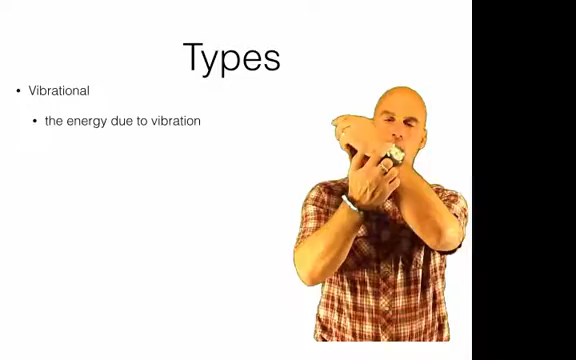 Types
• Vibrational
• the energy due to vibration